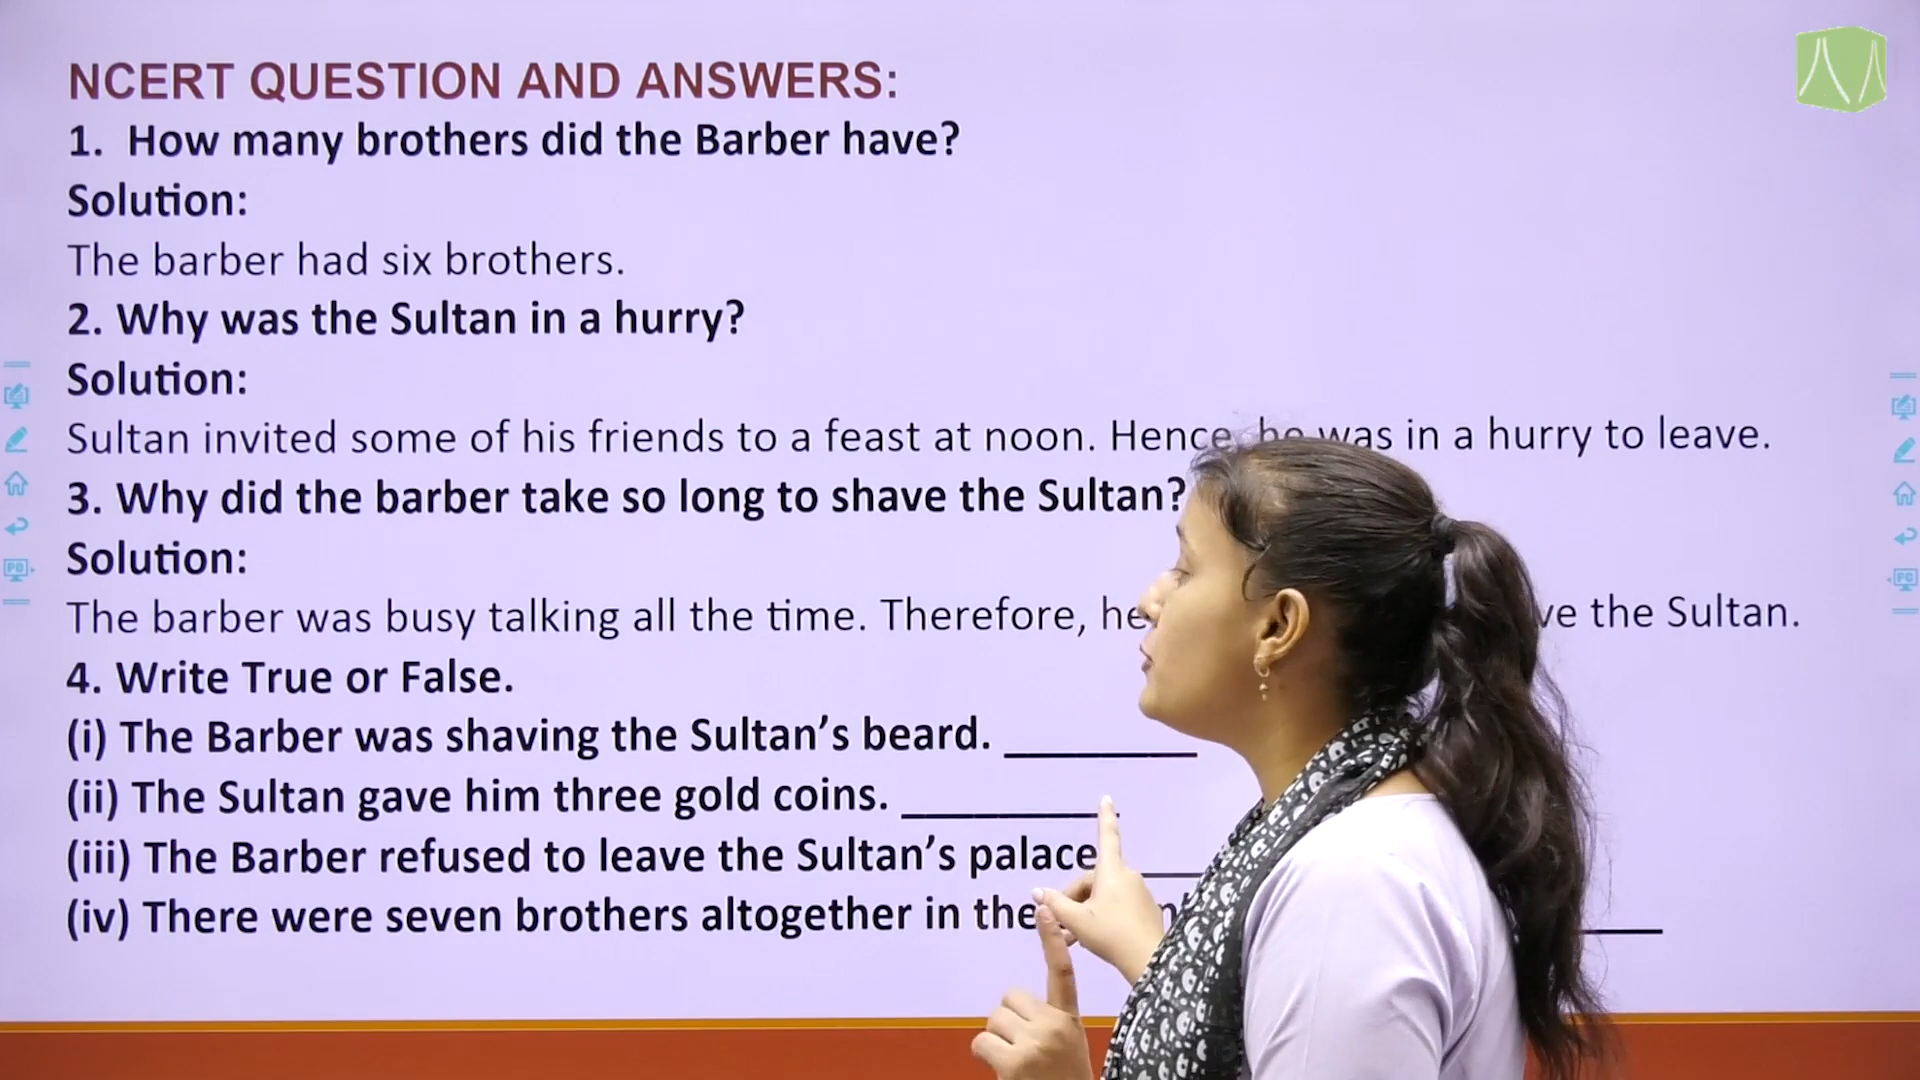 NCERT QUESTION AND ANSWERS:
1. How many brothers did the Barber have?
Solution:
The barber had six brothers.
2. Why was the Sultan in a hurry?
Solution:
Sultan invited some of his friends to a feast at noon. Hence, he was in a hurry to leave.
3. Why did the barber take so long to shave the Sultan?
Solution:
The barber was busy talking all the time. Therefore, he the Sultan.
4. Write True or False.
(i) The Barber was shaving the Sultan’s beard. ________
(ii) The Sultan gave him three gold coins. _________
(iii) The Barber refused to leave the Sultan’s palace ____
(iv) There were seven brothers altogether in the ____